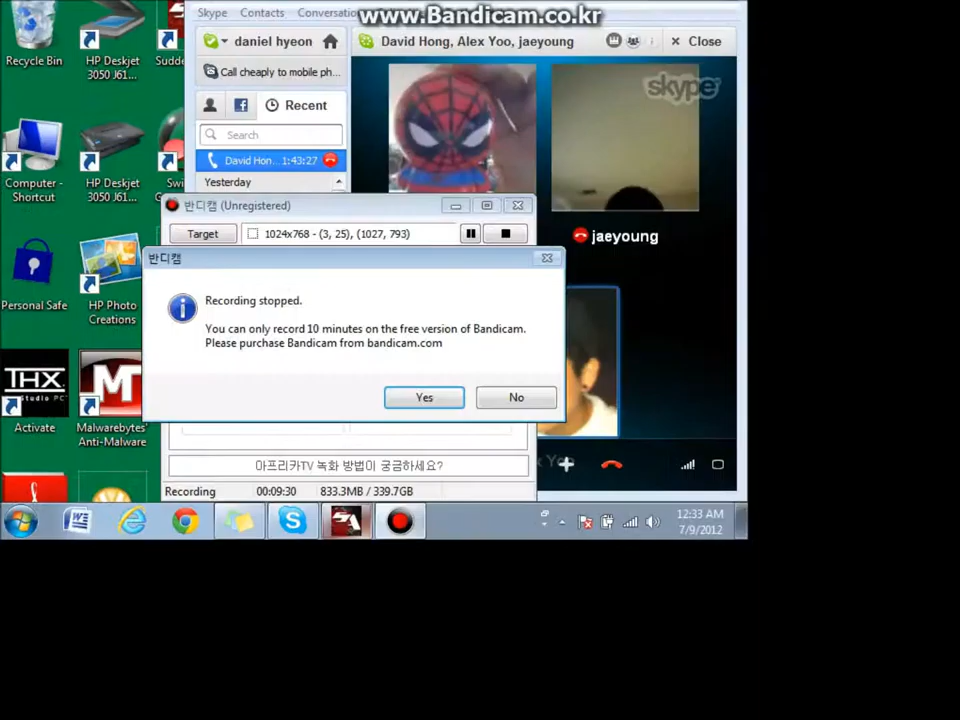 www.Bandicam.co.kr
Skype Contacts Conversation
daniel hyeon
David Hong, Alex Yoo, jaeyoung
Close
Call cheaply to mobile ph...
Recent
Search
David Hon... 1:43:27
Yesterday
skype
jaeyoung
Recycle Bin
HP Deskjet
3050 J61...
Sudde
Computer -
Shortcut
HP Deskjet
3050 J61...
Swi
Personal Safe
HP Photo
Creations
THX
Studio PC
Activate
Malwarebytes'
Anti-Malware
반디캠 (Unregistered)
Target
1024x768 - (3, 25), (1027, 793)
반디캠
Recording stopped.
You can only record 10 minutes on the free version of Bandicam.
Please purchase Bandicam from bandicam.com
Yes
No
아프리카TV 녹화 방법이 궁금하세요?
Recording
00:09:30
833.3MB / 339.7GB
12:33 AM
7/9/2012